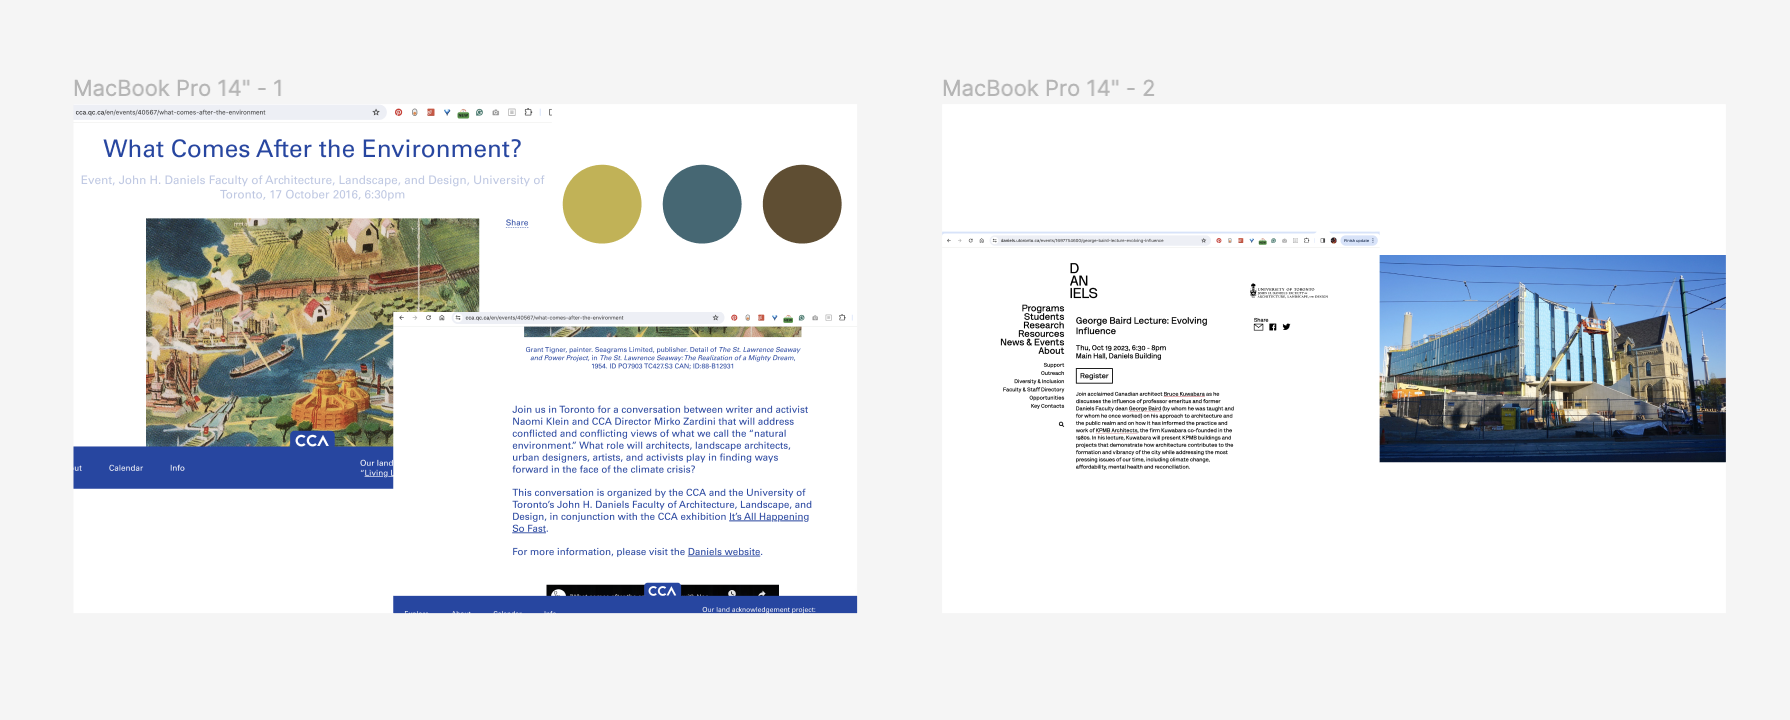 MacBook Pro 14" - 1
cca.qc.ca/en/events/40567/what-comes-after-the-environment
What Comes After the Environment?
Event, John H. Daniels Faculty of Architecture, Landscape, and Design, University of
Toronto, 17 October 2016, 6:30pm
Share
CCA
ut
Calendar
Info
Our land
“Living
cca.qc.ca/en/events/40567/what-comes-after-the-environment
Grant Tigner, painter. Seagrams Limited, publisher. Detail of The St. Lawrence Seaway
and Power Project, in The St. Lawrence Seaway: The Realization of a Mighty Dream,
1954. ID PO7903 TC427.S3 CAN; ID:88-B12931
Join us in Toronto for a conversation between writer and activist
Naomi Klein and CCA Director Mirko Zardini that will address
conflicted and conflicting views of what we call the “natural
environment.” What role will architects, landscape architects,
urban designers, artists, and activists play in finding ways
forward in the face of the climate crisis?
This conversation is organized by the CCA and the University of
Toronto’s John H. Daniels Faculty of Architecture, Landscape, and
Design, in conjunction with the CCA exhibition It’s All Happening
So Fast.
For more information, please visit the Daniels website.
CCA
Explore
About
Calendar
Info
Our land acknowledgement project:
MacBook Pro 14" - 2
Finish update
D
AN
IELS
UNIVERSITY OF TORONTO
Programs
Students
Research
Resources
News & Events
About
Support
Outreach
Diversity & Inclusion
Faculty & Staff Directory
Opportunities
Key Contacts
George Baird Lecture: Evolving
Influence
Thu, Oct 19 2023, 6:30 - 8pm
Main Hall, Daniels Building
Register
Join acclaimed Canadian architect Bruce Kuwabara as he
discusses the influence of professor emeritus and former
Daniels Faculty dean George Baird (by whom he was taught and
for whom he once worked) on his approach to architecture and
the public realm and on how it has informed the practice and
work of KPMB Architects, the firm Kuwabara co-founded in the
1980s. In his lecture, Kuwabara will present KPMB buildings and
projects that demonstrate how architecture contributes to the
formation and vibrancy of the city while addressing the most
pressing issues of our time, including climate change,
affordability, mental health and reconciliation.
Share